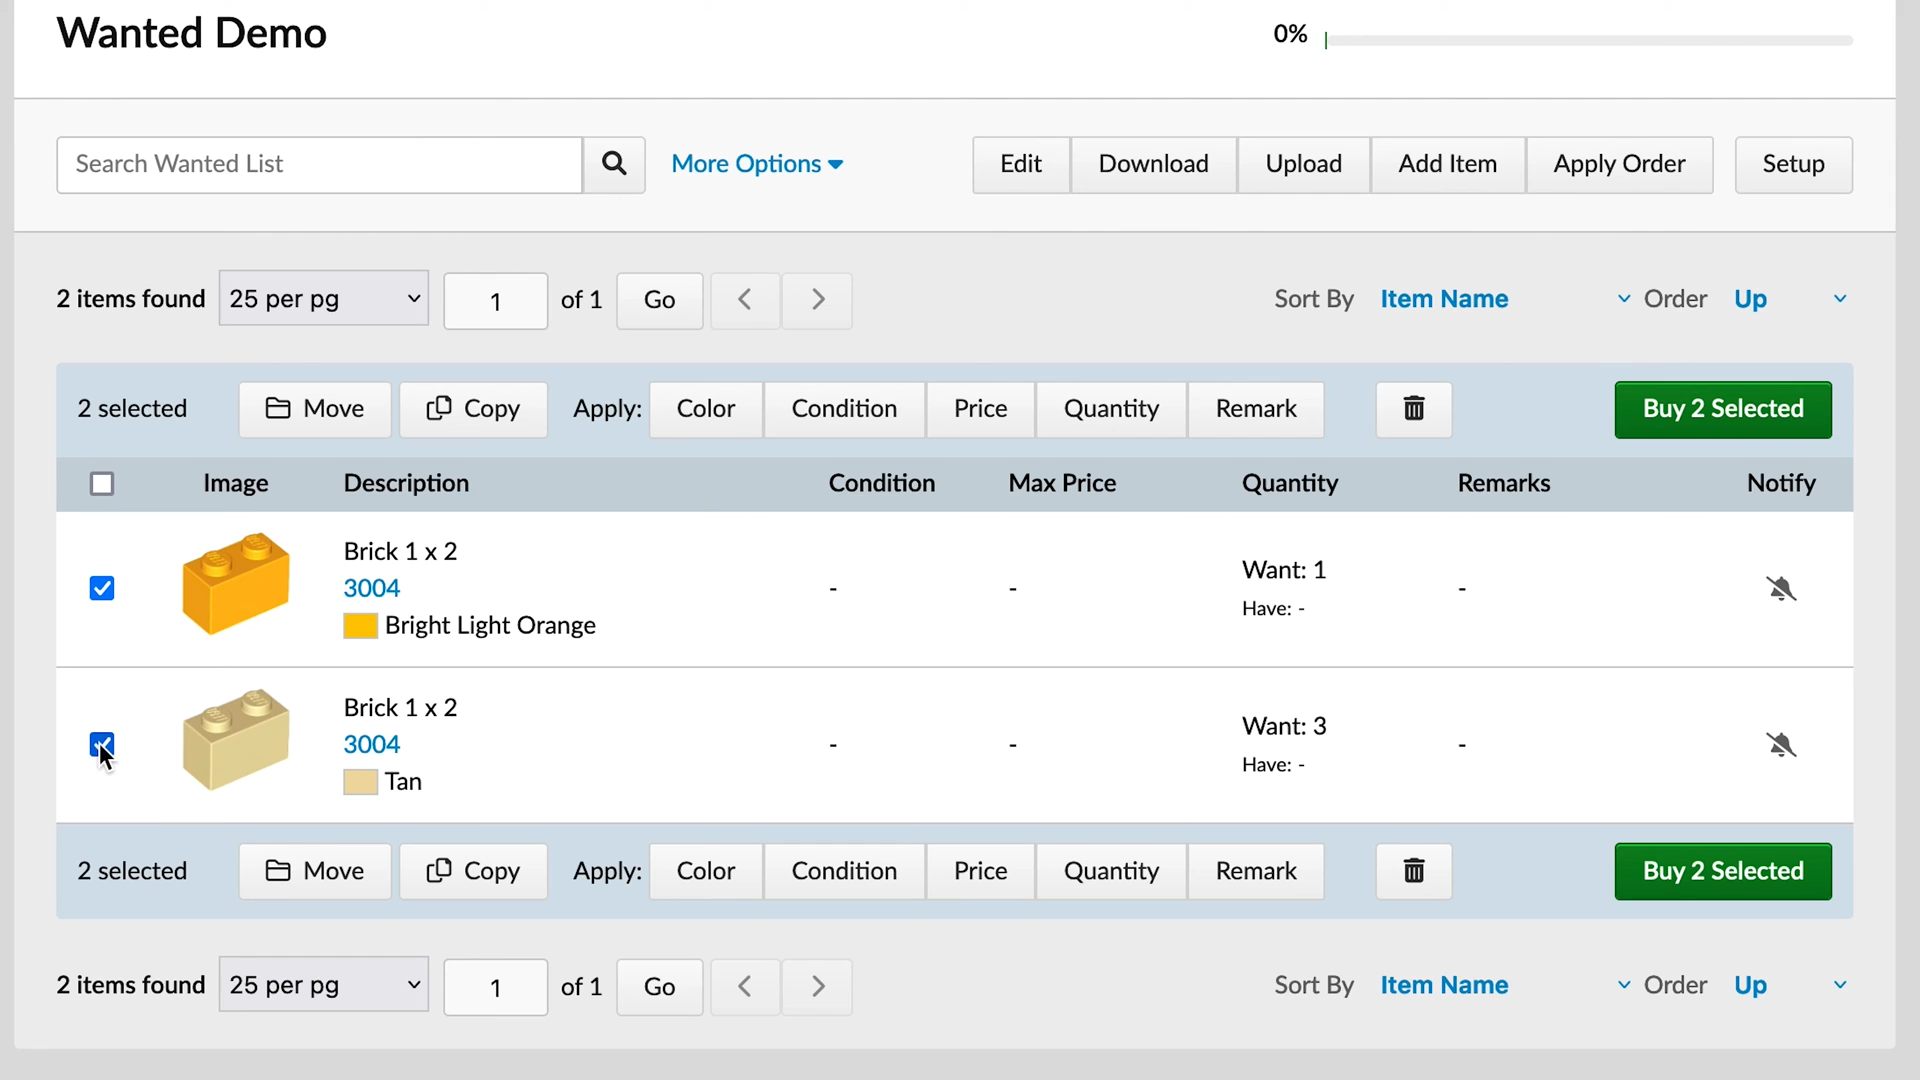 Wanted Demo
0%
Search Wanted List
More Options
Edit
Download
Upload
Add Item
Apply Order
Setup
2 items found
25 per pg
1
of 1
Go
Sort By
Item Name
Order
Up
2 selected
Move
Copy
Apply:
Color
Condition
Price
Quantity
Remark
Buy 2 Selected
Image
Description
Condition
Max Price
Quantity
Remarks
Notify
Brick 1 x 2
3004
Bright Light Orange
-
-
Want: 1
Have: -
-
Brick 1 x 2
3004
Tan
-
-
Want: 3
Have: -
-
2 selected
Move
Copy
Apply:
Color
Condition
Price
Quantity
Remark
Buy 2 Selected
2 items found
25 per pg
1
of 1
Go
Sort By
Item Name
Order
Up